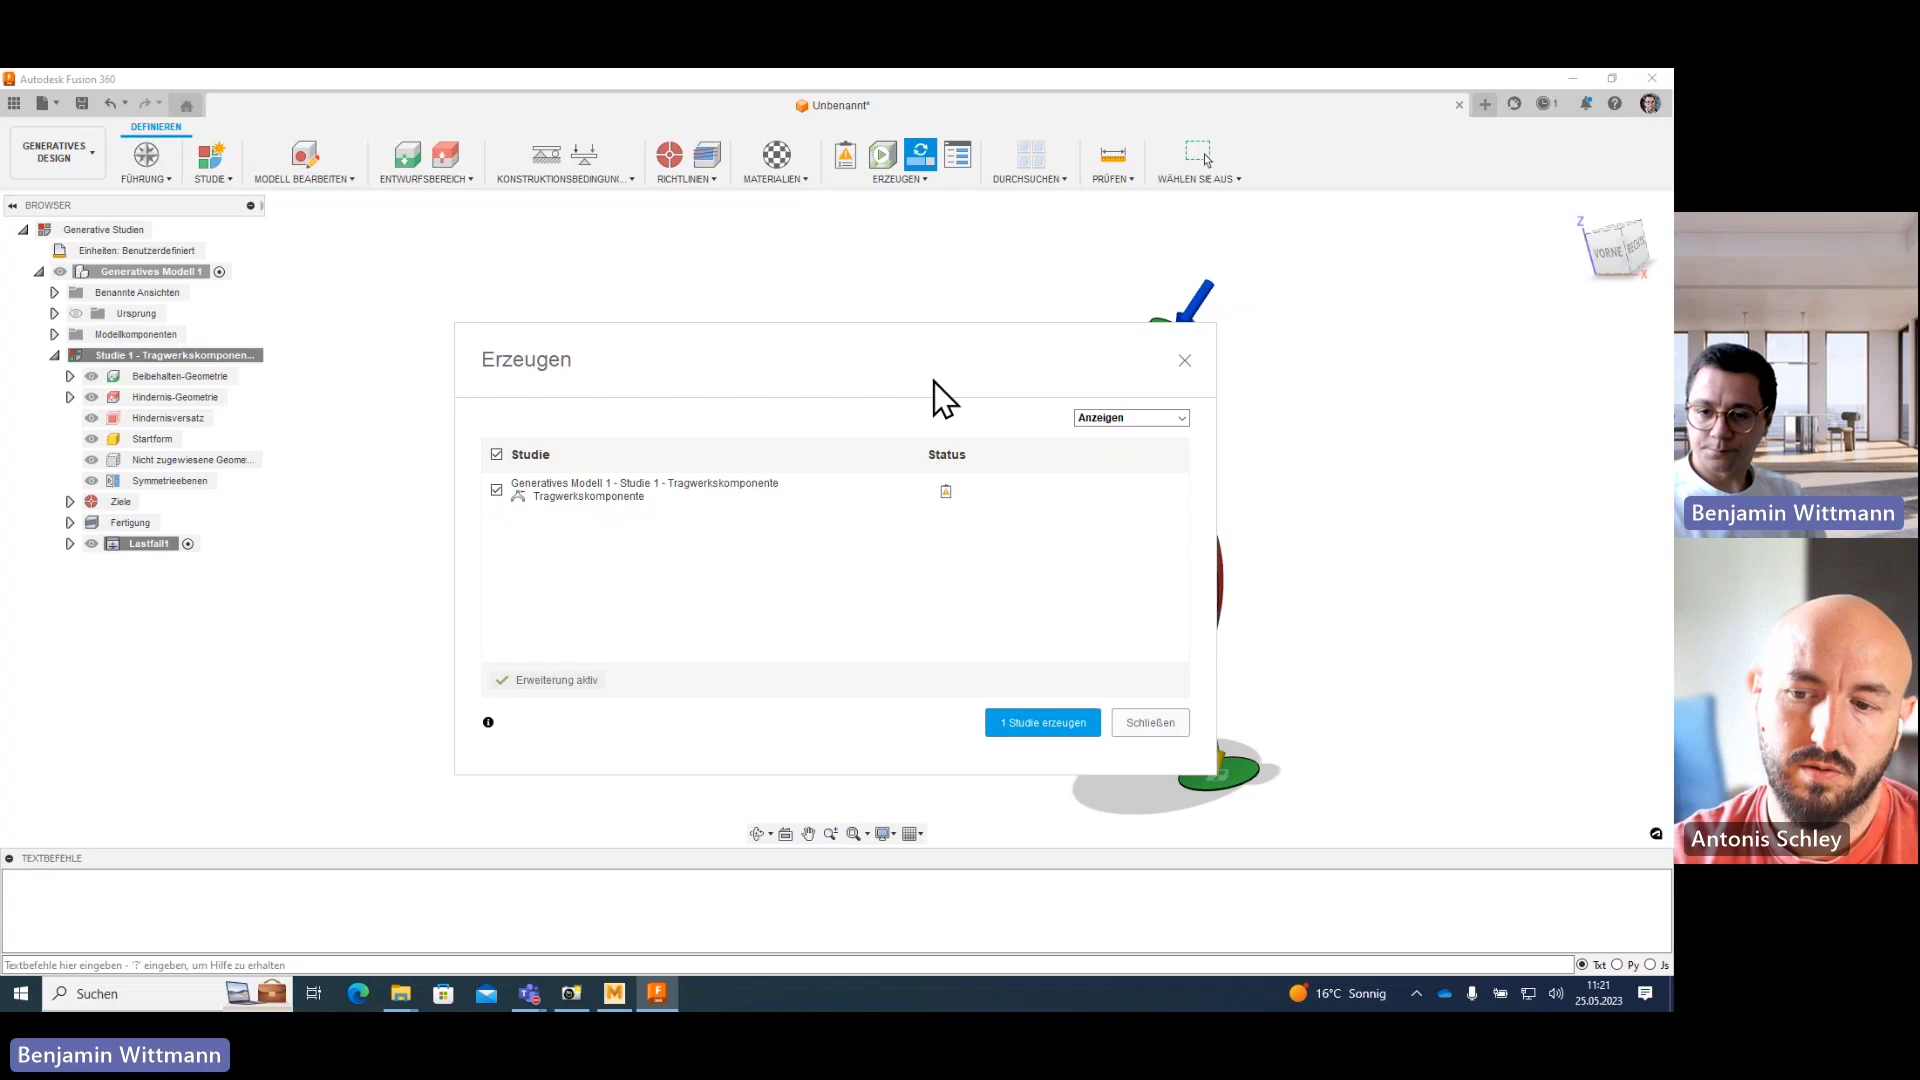 Autodesk Fusion 360
Unbenannt*
1
GENERATIVES
DESIGN
DEFINIEREN
FÜHRUNG
STUDIE
MODELL BEARBEITEN
ENTWURFSBEREICH
KONSTRUKTIONSBEDINGUN...
RICHTLINIEN
MATERIALIEN
ERZEUGEN
DURCHSUCHEN
PRÜFEN
WÄHLEN SIE AUS
BROWSER
Generative Studien
Einheiten: Benutzerdefiniert
Generatives Modell 1
Benannte Ansichten
Ursprung
Modellkomponenten
Studie 1 - Tragwerkskomponen...
Beibehalten-Geometrie
Hindernis-Geometrie
Hindernisversatz
Startform
Nicht zugewiesene Geome...
Symmetrieebenen
Ziele
Fertigung
Lastfall1
Z
VORNE
RECHTS
X
Erzeugen
Anzeigen
Studie
Status
Generatives Modell 1 - Studie 1 - Tragwerkskomponente
Tragwerkskomponente
Erweiterung aktiv
1 Studie erzeugen
Schließen
Benjamin Wittmann
Antonis Schley
TEXTBEFEHLE
Textbefehle hier eingeben - '?' eingeben, um Hilfe zu erhalten
Txt
Py
Js
Suchen
16°C Sonnig
11:21
25.05.2023
Benjamin Wittmann